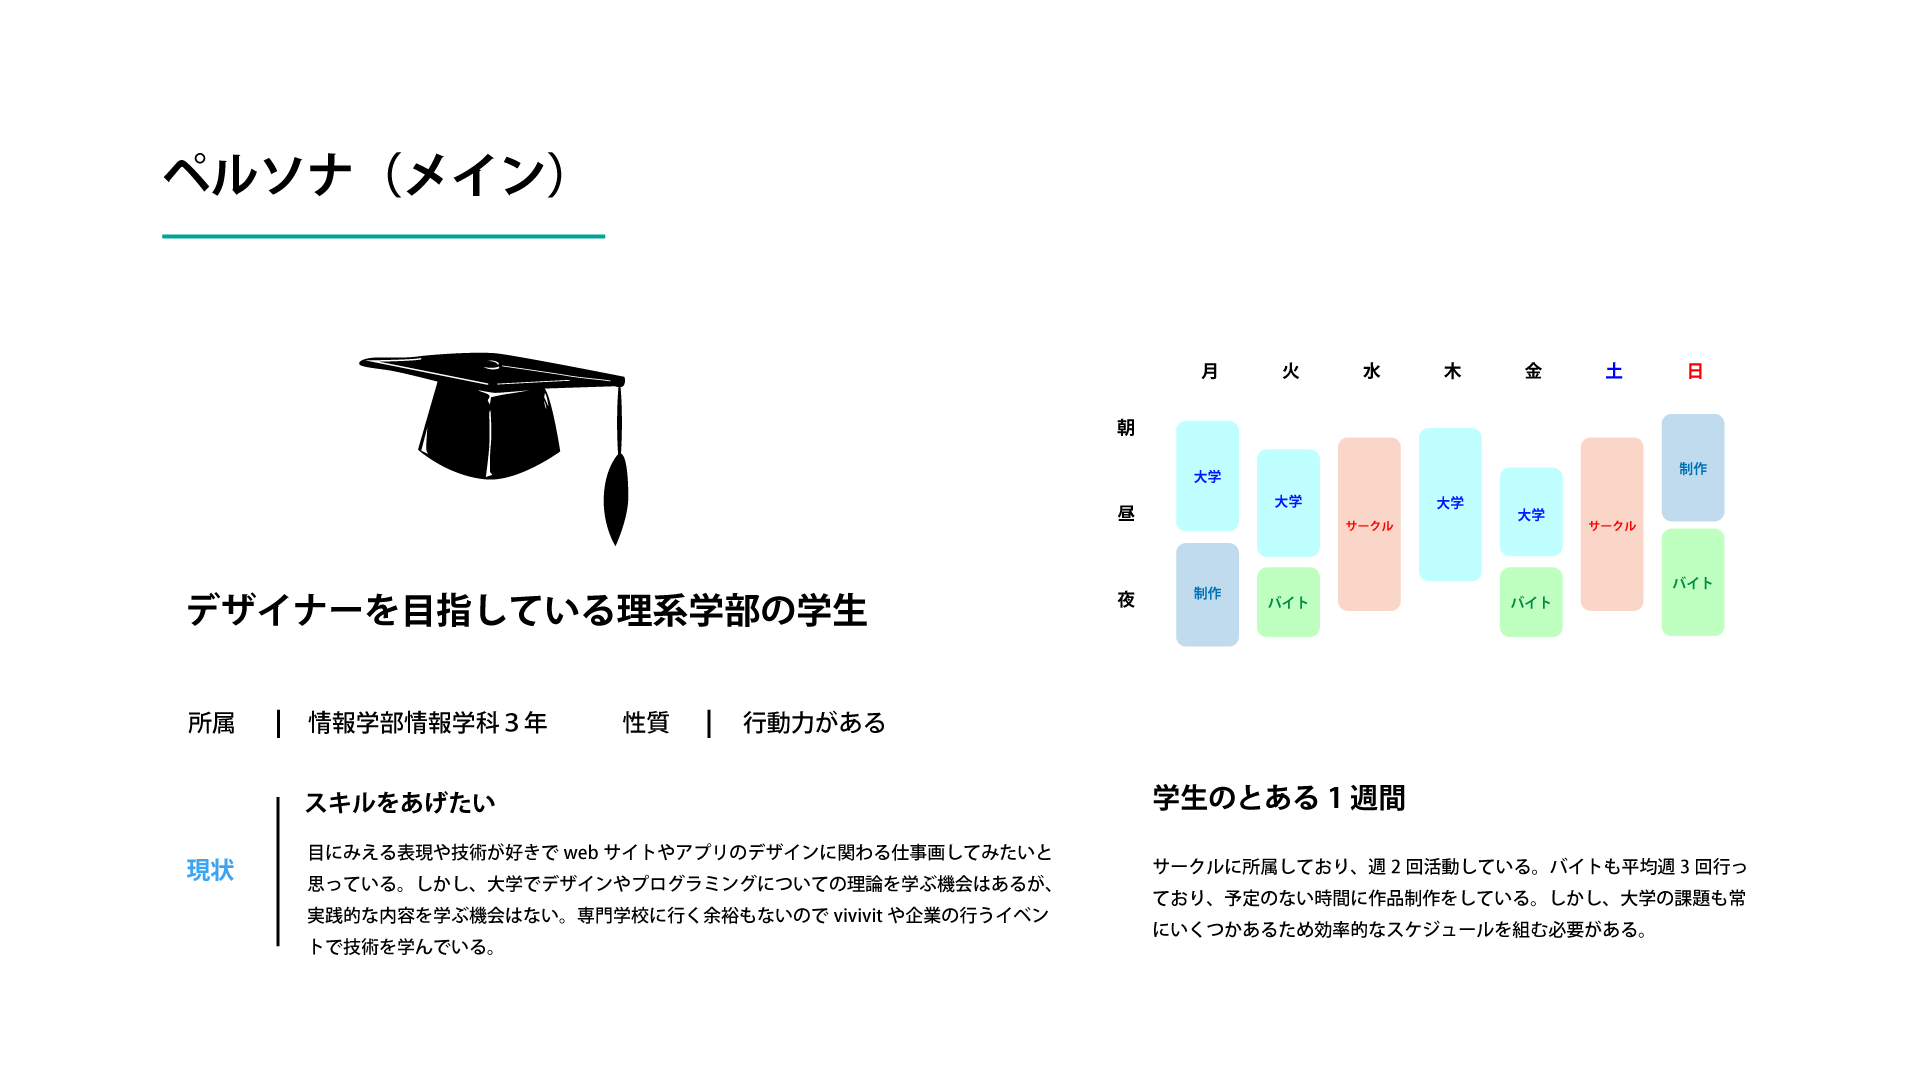 ペルソナ（メイン）
デザイナーを目指している理系学部の学生
所属 情報学部情報学科３年 性質 行動力がある
現状
スキルをあげたい
目にみえる表現や技術が好きで web サイトやアプリのデザインに関わる仕事画してみたいと
思っている。しかし、大学でデザインやプログラミングについての理論を学ぶ機会はあるが、
実践的な内容を学ぶ機会はない。専門学校に行く余裕もないので vivivit や企業の行うイベン
トで技術を学んでいる。
月 火 水 木 金 土 日
朝
昼
夜
大学
制作
大学
バイト
サークル
大学
大学
バイト
サークル
制作
バイト
学生のとある 1 週間
サークルに所属しており、週 2 回活動している。バイトも平均週 3 回行っ
ており、予定のない時間に作品制作をしている。しかし、大学の課題も常
にいくつかあるため効率的なスケジュールを組む必要がある。